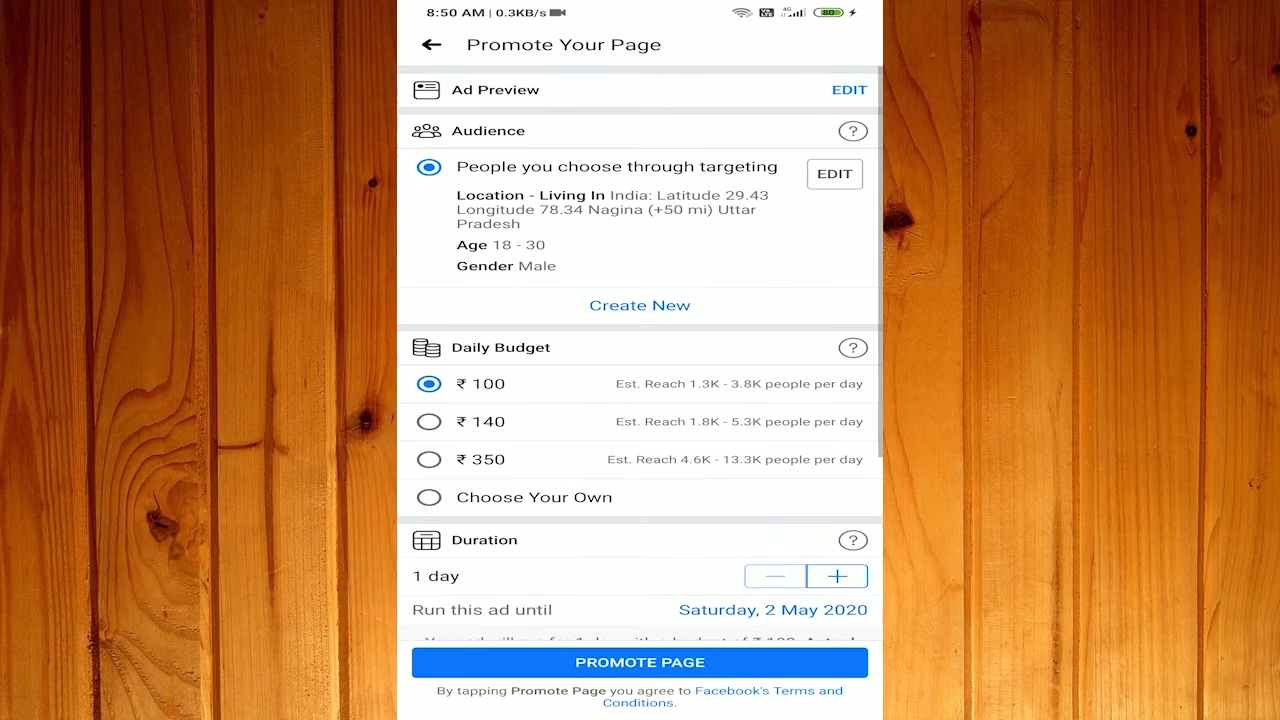 8:50 AM | 0.3KB/s
4G
80
Promote Your Page
Ad Preview
EDIT
Audience
?
People you choose through targeting
EDIT
Location - Living In India: Latitude 29.43
Longitude 78.34 Nagina (+50 mi) Uttar
Pradesh
Age 18 - 30
Gender Male
Create New
Daily Budget
?
₹ 100
Est. Reach 1.3K - 3.8K people per day
₹ 140
Est. Reach 1.8K - 5.3K people per day
₹ 350
Est. Reach 4.6K - 13.3K people per day
Choose Your Own
Duration
?
1 day
Run this ad until
Saturday, 2 May 2020
PROMOTE PAGE
By tapping Promote Page you agree to Facebook's Terms and
Conditions.